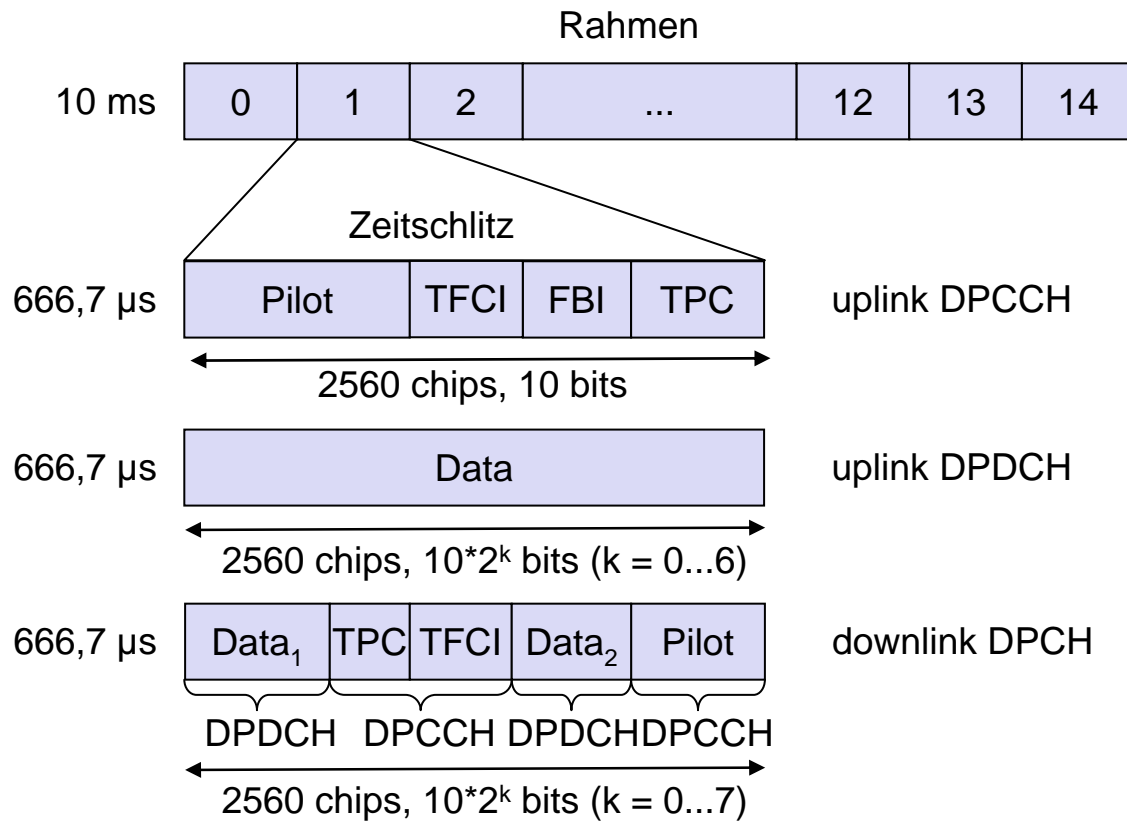 Rahmen
10 ms 0 1 2 ... 12 13 14
Zeitschlitz
666,7 µs Pilot TFCI FBI TPC uplink DPCCH
2560 chips, 10 bits
666,7 µs Data uplink DPDCH
2560 chips, 10*2ᵏ bits (k = 0...6)
666,7 µs Data₁ TPC TFCI Data₂ Pilot downlink DPCH
DPDCH DPCCH DPDCH DPCCH
2560 chips, 10*2ᵏ bits (k = 0...7)